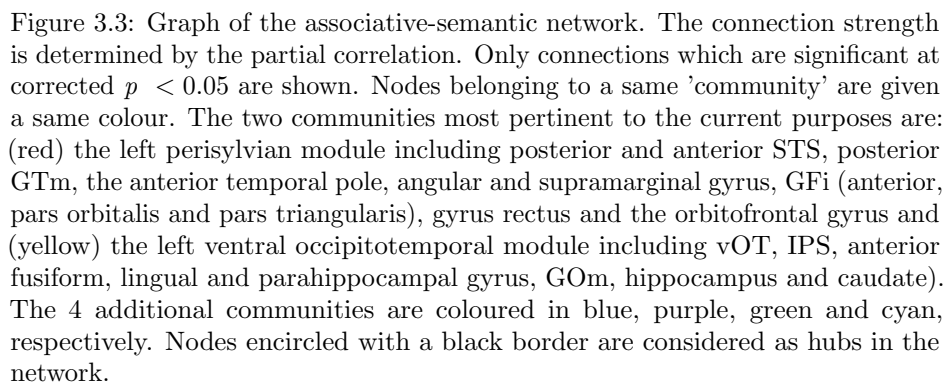 Figure 3.3: Graph of the associative-semantic network. The connection strength
is determined by the partial correlation. Only connections which are significant at
corrected p < 0.05 are shown. Nodes belonging to a same 'community' are given
a same colour. The two communities most pertinent to the current purposes are:
(red) the left perisylvian module including posterior and anterior STS, posterior
GTm, the anterior temporal pole, angular and supramarginal gyrus, GFi (anterior,
pars orbitalis and pars triangularis), gyrus rectus and the orbitofrontal gyrus and
(yellow) the left ventral occipitotemporal module including vOT, IPS, anterior
fusiform, lingual and parahippocampal gyrus, GOm, hippocampus and caudate).
The 4 additional communities are coloured in blue, purple, green and cyan,
respectively. Nodes encircled with a black border are considered as hubs in the
network.